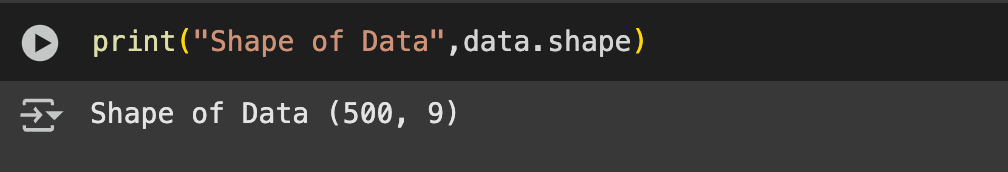 print("Shape of Data",data.shape)
Shape of Data (500, 9)